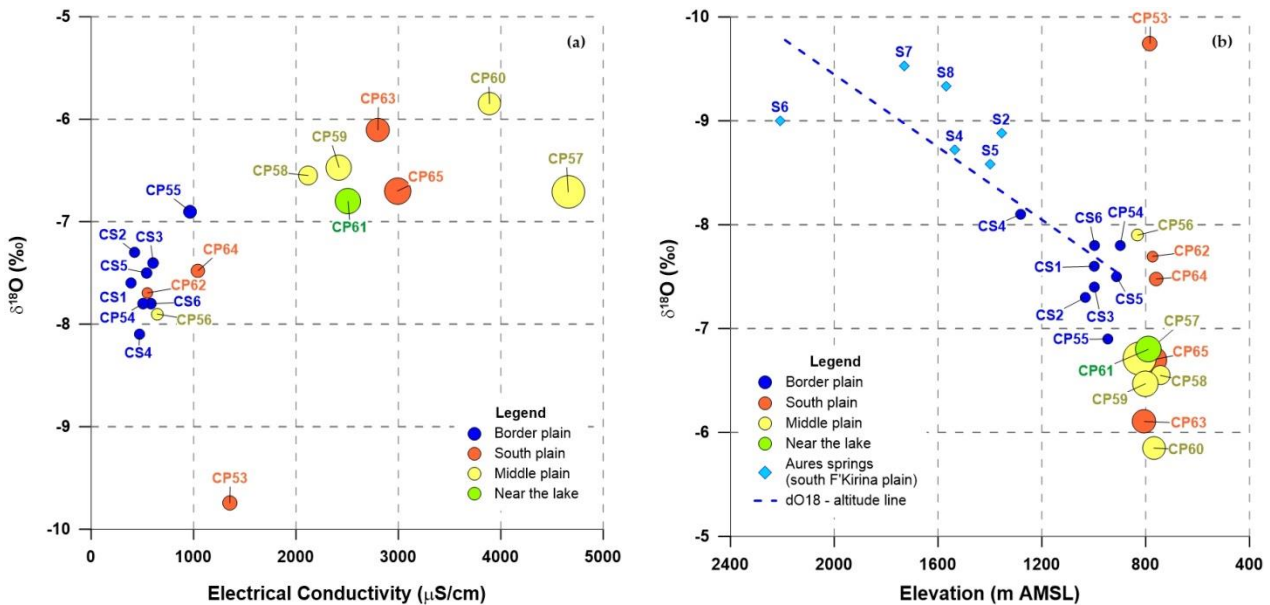 (a)
-5
-6
-7
-8
-9
-10
δ¹⁸O (‰)
CP60
CP63
CP59
CP58
CP57
CP65
CP55
CP61
CS2
CS3
CP64
CS5
CP62
CS1
CS6
CP54
CP56
CS4
CP53
Legend
Border plain
South plain
Middle plain
Near the lake
0
1000
2000
3000
4000
5000
Electrical Conductivity (μS/cm)
(b)
-10
-9
-8
-7
-6
-5
δ¹⁸O (‰)
CP53
S7
S8
S6
S2
S4
S5
CS6
CP54
CS4
CP56
CP62
CS1
CP64
CS5
CS2
CS3
CP57
CP55
CP65
CP61
CP58
CP59
CP63
CP60
Legend
Border plain
South plain
Middle plain
Near the lake
Aures springs
(south F'Kirina plain)
dO18 - altitude line
2400
2000
1600
1200
800
400
Elevation (m AMSL)